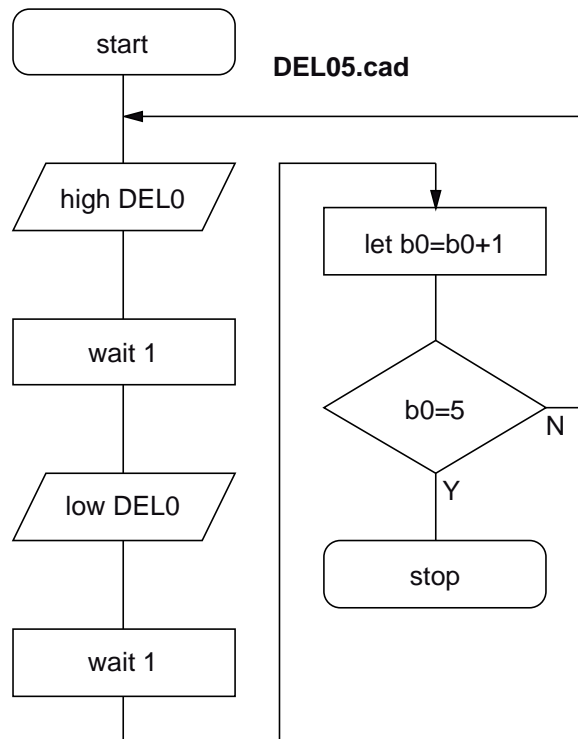 start
DEL05.cad
high DEL0
wait 1
low DEL0
wait 1
let b0=b0+1
b0=5
N
Y
stop